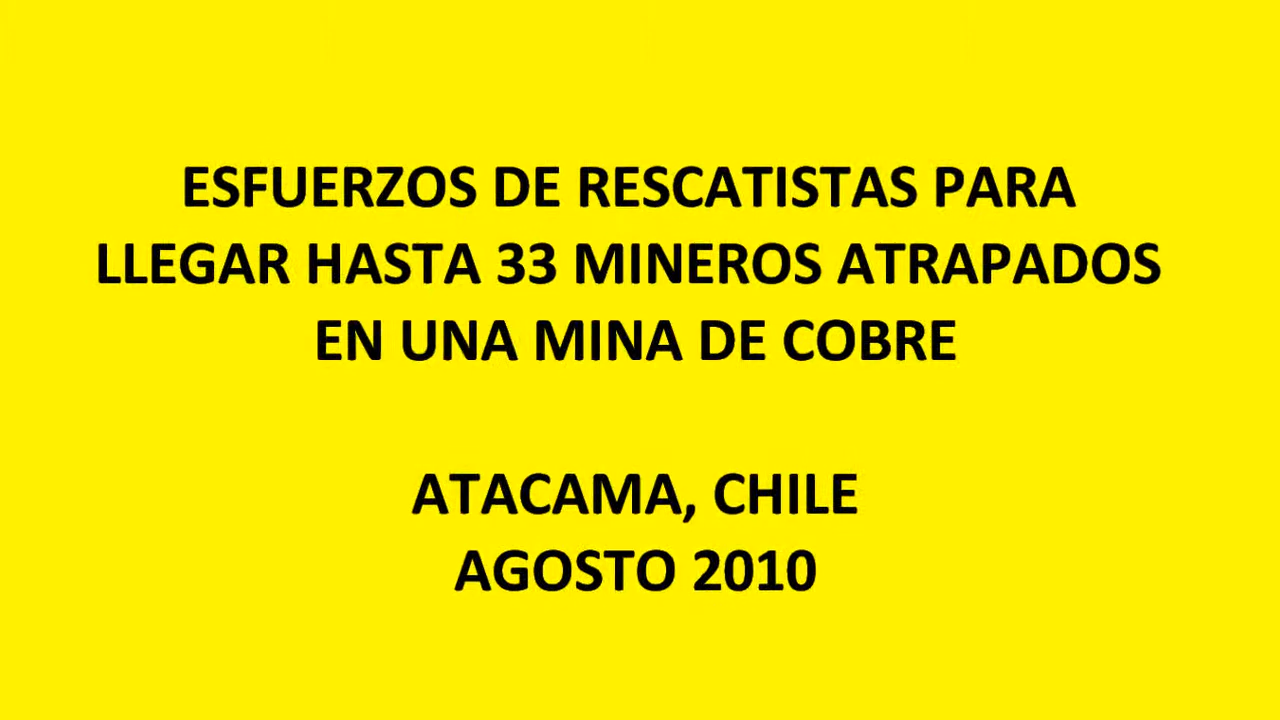 ESFUERZOS DE RESCATISTAS PARA
LLEGAR HASTA 33 MINEROS ATRAPADOS
EN UNA MINA DE COBRE
ATACAMA, CHILE
AGOSTO 2010